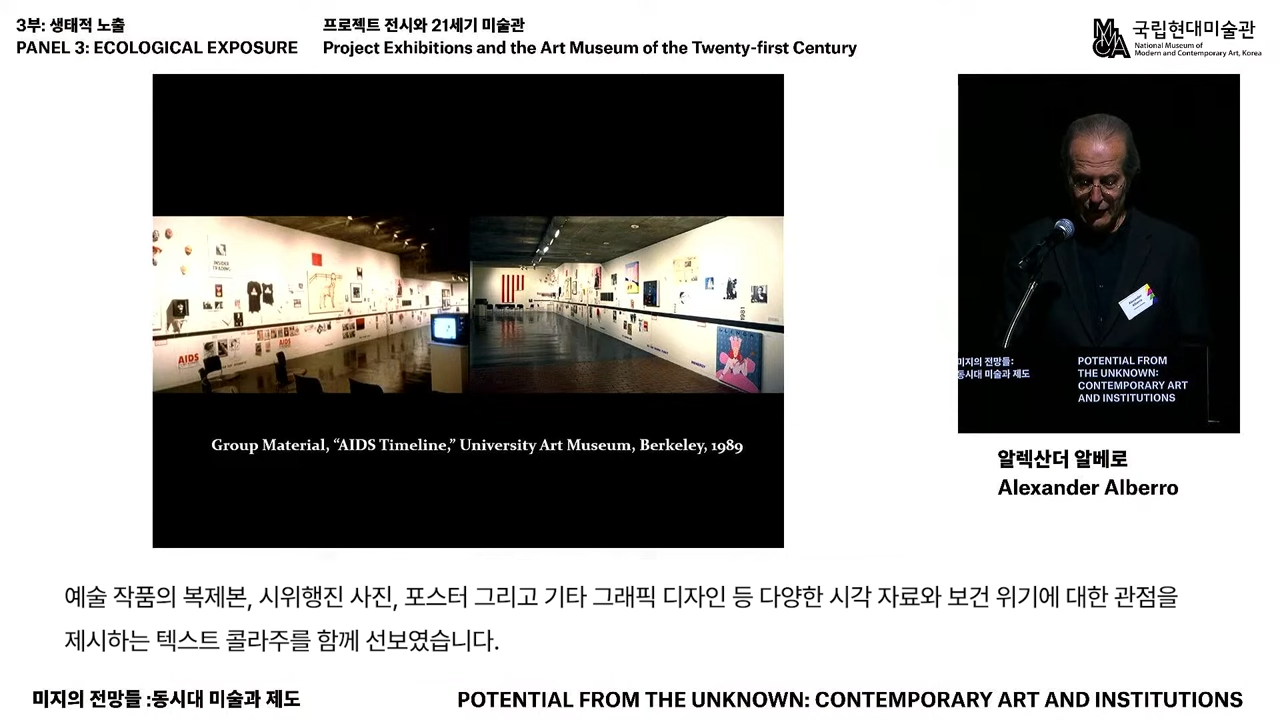 3부: 생태적 노출
PANEL 3: ECOLOGICAL EXPOSURE
프로젝트 전시와 21세기 미술관
Project Exhibitions and the Art Museum of the Twenty-first Century
국립현대미술관
National Museum of
Modern and Contemporary Art, Korea
INSIDER
TRADING
AIDS
1981
Group Material, “AIDS Timeline,” University Art Museum, Berkeley, 1989
미지의 전망들:
동시대 미술과 제도
POTENTIAL FROM
THE UNKNOWN:
CONTEMPORARY ART
AND INSTITUTIONS
알렉산더 알베로
Alexander Alberro
예술 작품의 복제본, 시위행진 사진, 포스터 그리고 기타 그래픽 디자인 등 다양한 시각 자료와 보건 위기에 대한 관점을
제시하는 텍스트 콜라주를 함께 선보였습니다.
미지의 전망들 :동시대 미술과 제도
POTENTIAL FROM THE UNKNOWN: CONTEMPORARY ART AND INSTITUTIONS